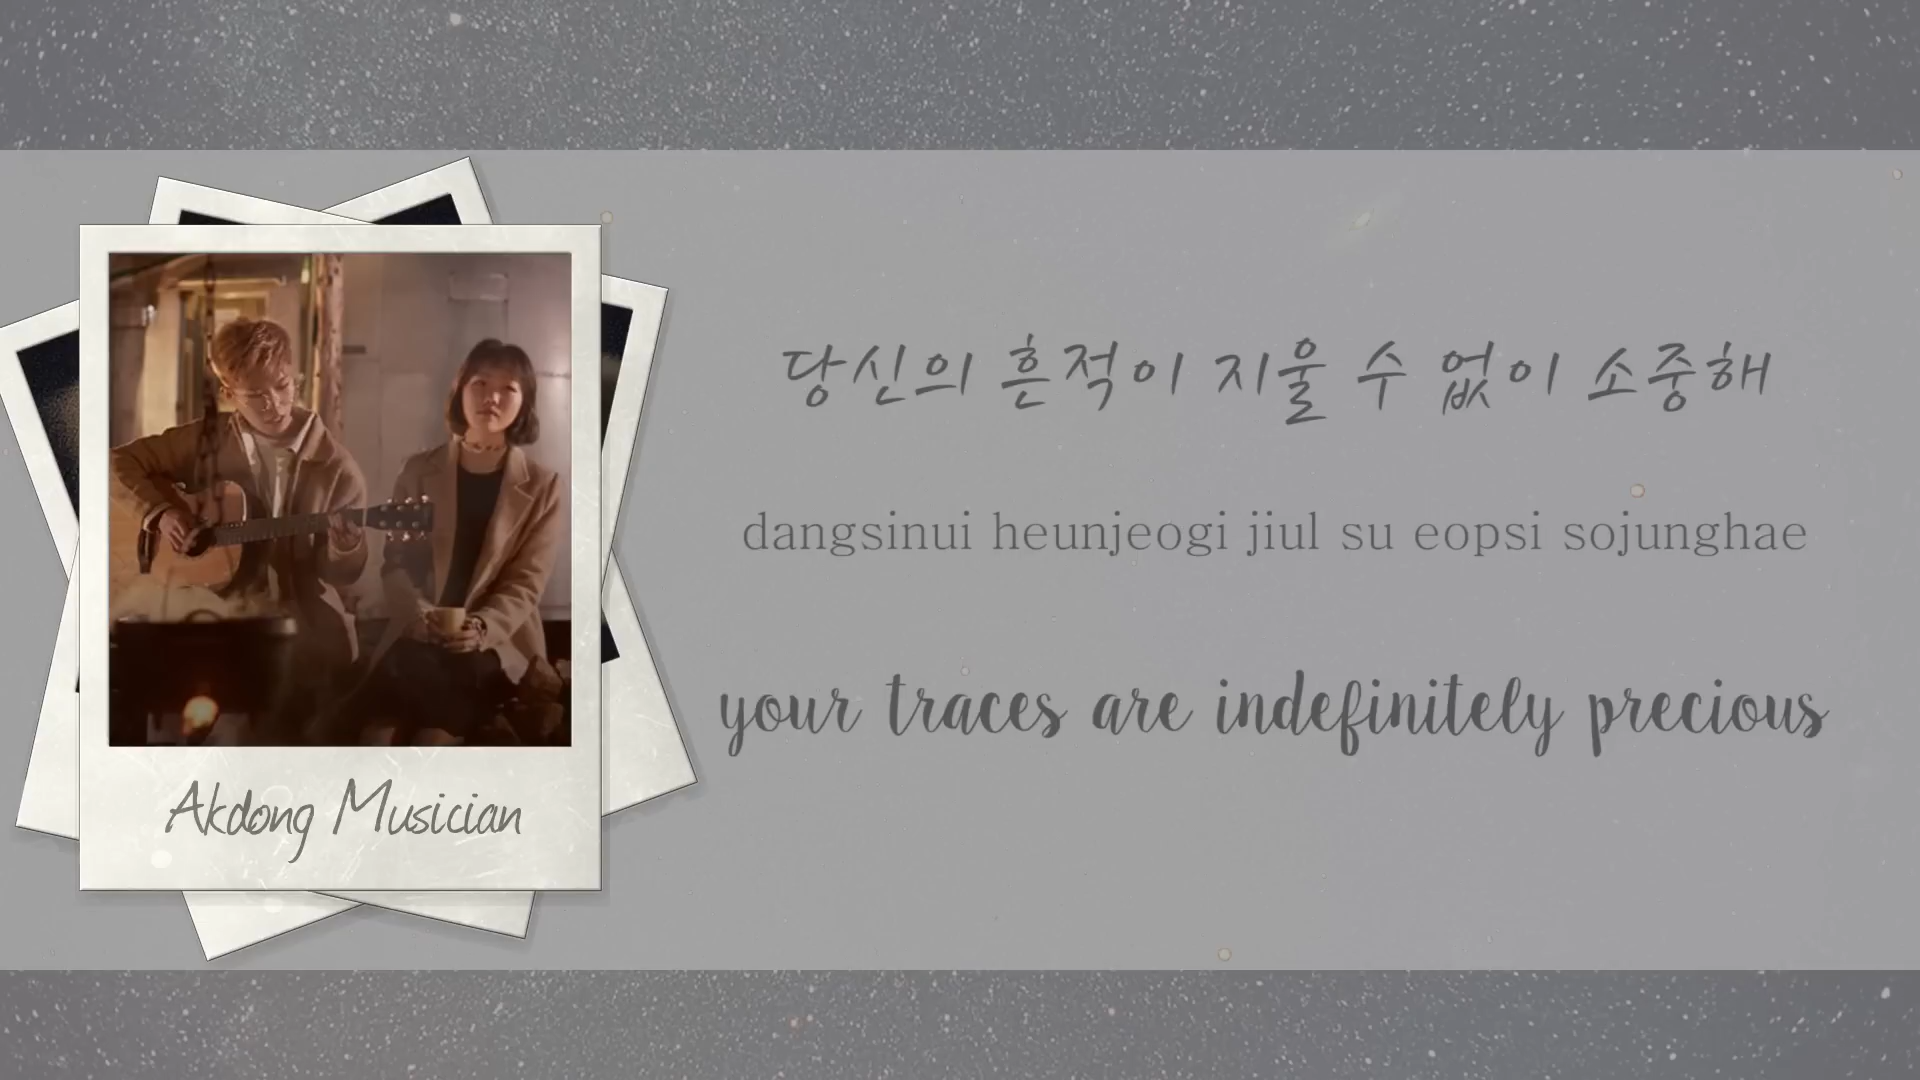 당신의 흔적이 지울 수 없이 소중해
dangsinui heunjeogi jiul su eopsi sojunghae
your traces are indefinitely precious
Akdong Musician